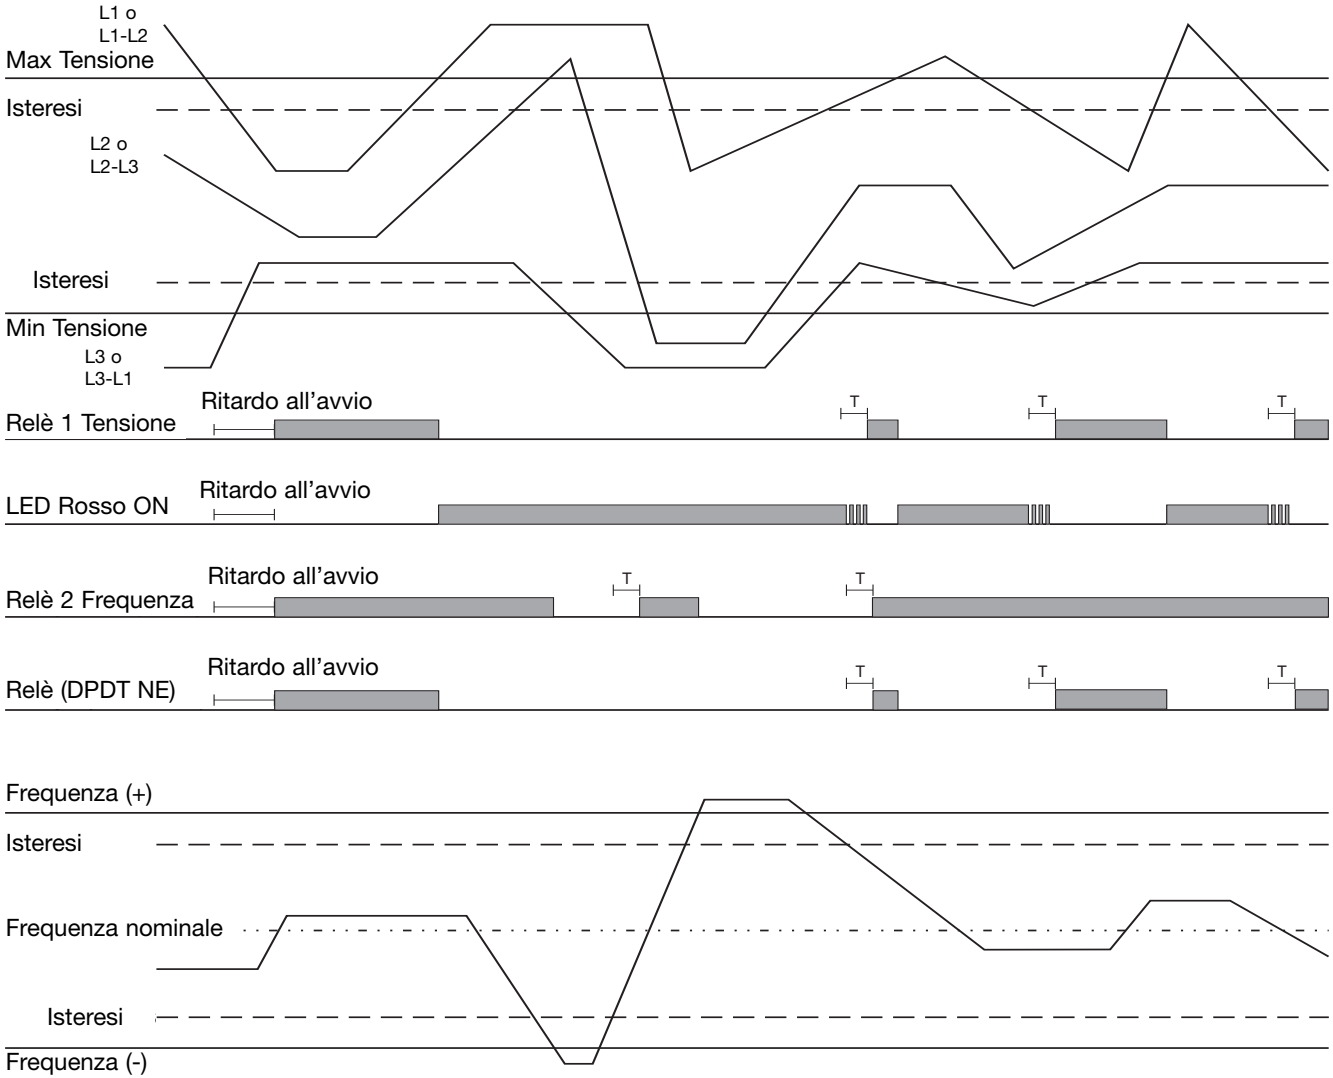 L1 o
L1-L2
Max Tensione
Isteresi
L2 o
L2-L3
Isteresi
Min Tensione
L3 o
L3-L1
Ritardo all'avvio
T
T
T
Relè 1 Tensione
Ritardo all'avvio
LED Rosso ON
Ritardo all'avvio
T
T
Relè 2 Frequenza
Ritardo all'avvio
T
T
T
Relè (DPDT NE)
Frequenza (+)
Isteresi
Frequenza nominale
Isteresi
Frequenza (-)